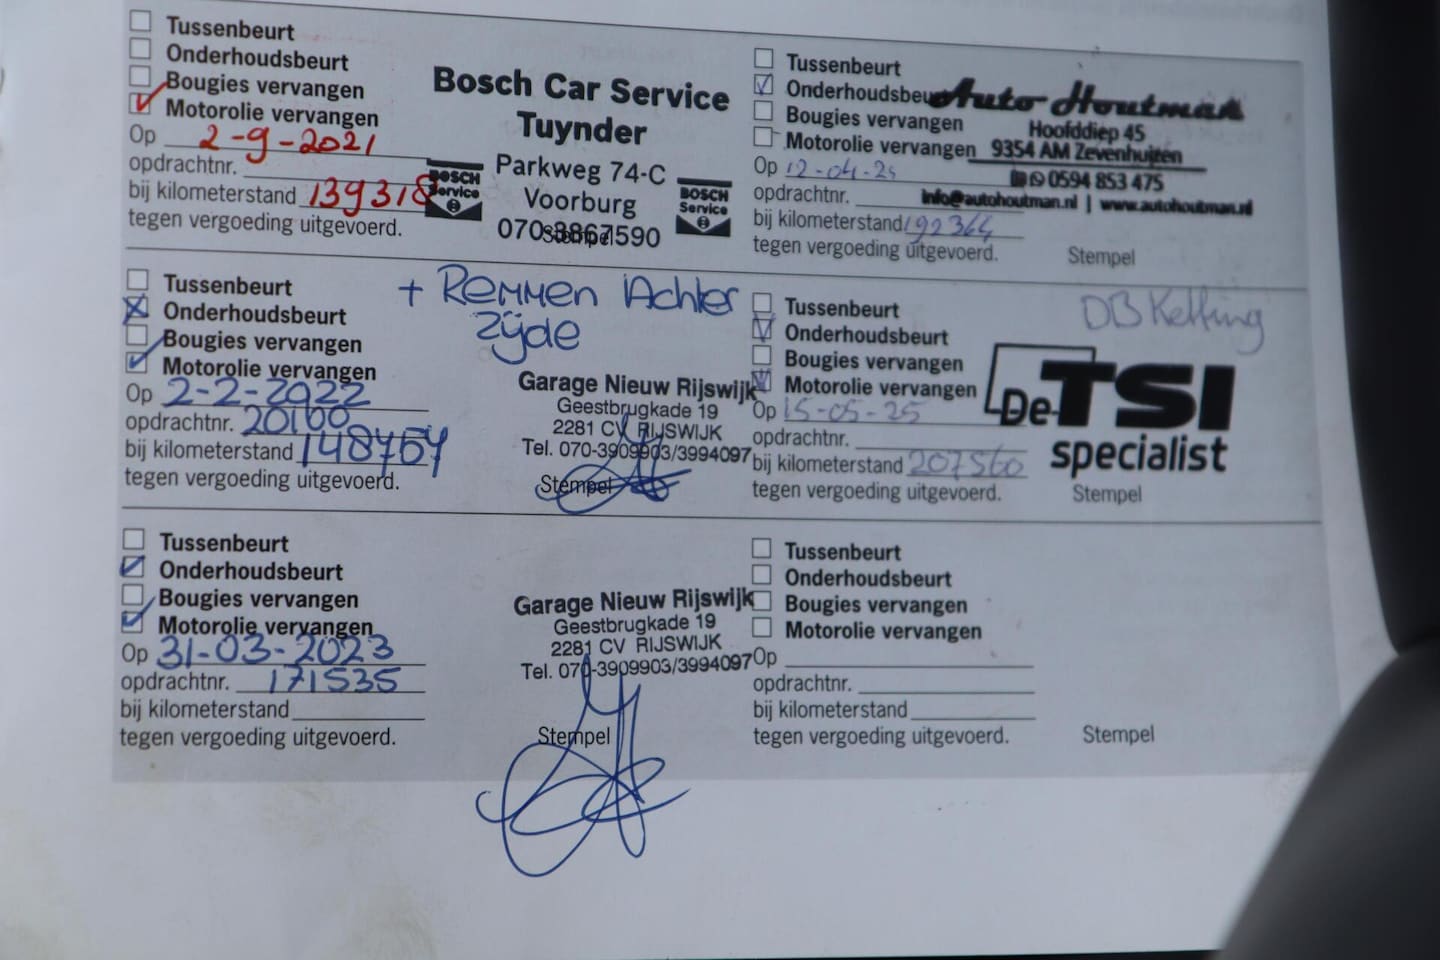 Tussenbeurt
Onderhoudsbeurt
Bougies vervangen
Motorolie vervangen
Op 2-9-2021
opdrachtnr.
bij kilometerstand 139318
tegen vergoeding uitgevoerd.
Bosch Car Service
Tuynder
Parkweg 74-C
Voorburg
070-3867590
BOSCH
Service
BOSCH
Service
Stempel
Tussenbeurt
Onderhoudsbeurt
Bougies vervangen
Motorolie vervangen
Op 2-2-2022
opdrachtnr. 20100
bij kilometerstand 148757
tegen vergoeding uitgevoerd.
+ Remmen Achter
Zijde
Garage Nieuw Rijswijk
Geestbrugkade 19
2281 CV RIJSWIJK
Tel. 070-3909903/3994097
Stempel
Tussenbeurt
Onderhoudsbeurt
Bougies vervangen
Motorolie vervangen
Op 31-03-2023
opdrachtnr. 171535
bij kilometerstand
tegen vergoeding uitgevoerd.
Garage Nieuw Rijswijk
Geestbrugkade 19
2281 CV RIJSWIJK
Tel. 070-3909903/3994097
Stempel
Tussenbeurt
Onderhoudsbeurt
Bougies vervangen
Motorolie vervangen
Op 12-04-24
opdrachtnr.
bij kilometerstand 192364
tegen vergoeding uitgevoerd.
Auto Houtman
Hoofddiep 45
9354 AM Zevenhuizen
0594 853 475
info@autohoutman.nl | www.autohoutman.nl
Stempel
Tussenbeurt
Onderhoudsbeurt
Bougies vervangen
Motorolie vervangen
Op 15-05-25
opdrachtnr.
bij kilometerstand 207560
tegen vergoeding uitgevoerd.
DB Ketting
De TSI
specialist
Stempel
Tussenbeurt
Onderhoudsbeurt
Bougies vervangen
Motorolie vervangen
Op
opdrachtnr.
bij kilometerstand
tegen vergoeding uitgevoerd.
Stempel